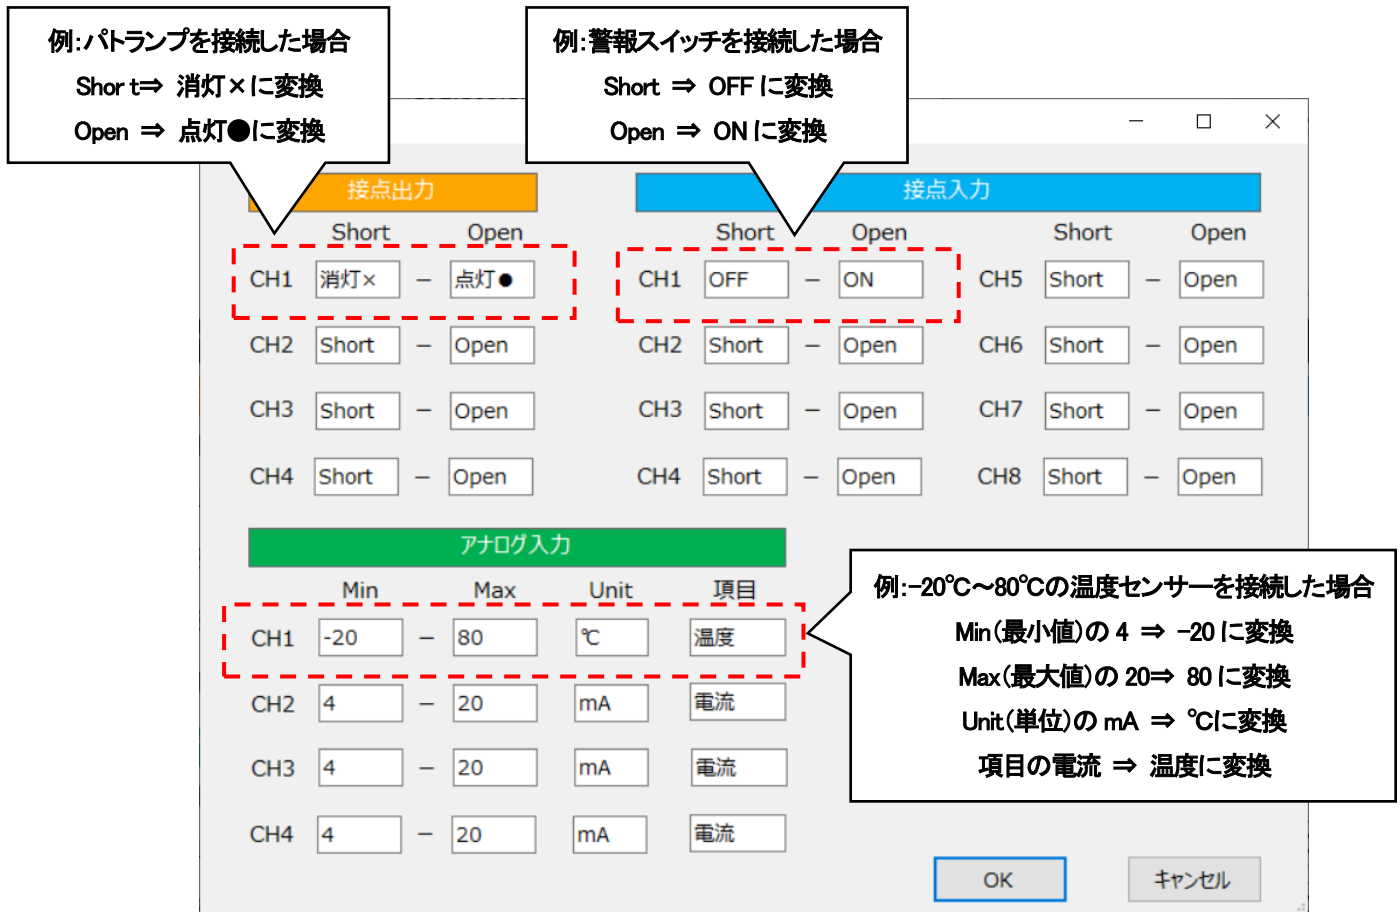 例:パトランプを接続した場合
Short⇒ 消灯×に変換
Open ⇒ 点灯●に変換
例:警報スイッチを接続した場合
Short ⇒ OFFに変換
Open ⇒ ONに変換
接点出力
Short Open
CH1 消灯× － 点灯●
CH2 Short － Open
CH3 Short － Open
CH4 Short － Open
接点入力
Short Open Short Open
CH1 OFF － ON CH5 Short － Open
CH2 Short － Open CH6 Short － Open
CH3 Short － Open CH7 Short － Open
CH4 Short － Open CH8 Short － Open
アナログ入力
Min Max Unit 項目
CH1 -20 － 80 ℃ 温度
CH2 4 － 20 mA 電流
CH3 4 － 20 mA 電流
CH4 4 － 20 mA 電流
例:-20℃～80℃の温度センサーを接続した場合
Min(最小値)の 4 ⇒ -20に変換
Max(最大値)の 20⇒ 80に変換
Unit(単位)の mA ⇒ ℃に変換
項目の電流 ⇒ 温度に変換
OK キャンセル